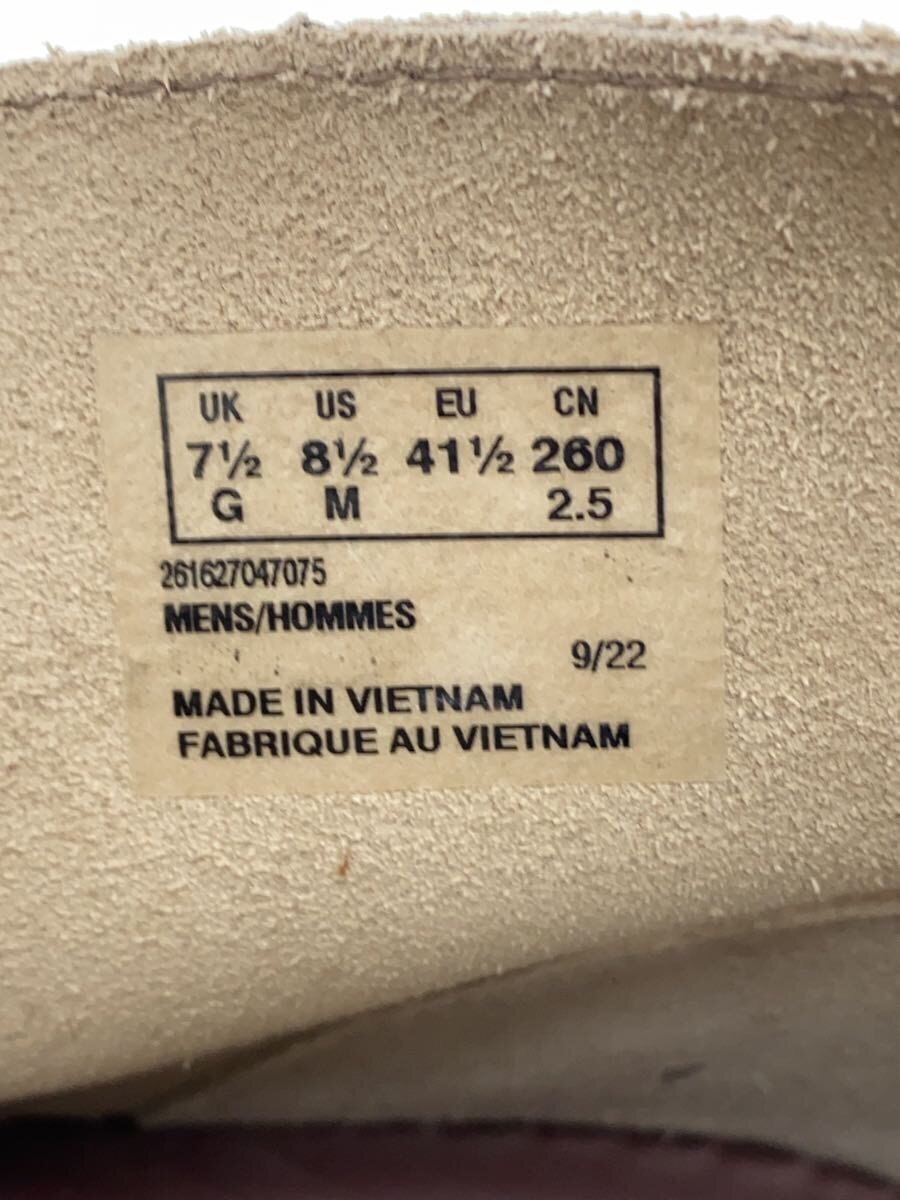 UK US EU CN
7½ 8½ 41½ 260
G M 2.5
261627047075
MENS/HOMMES
9/22
MADE IN VIETNAM
FABRIQUE AU VIETNAM